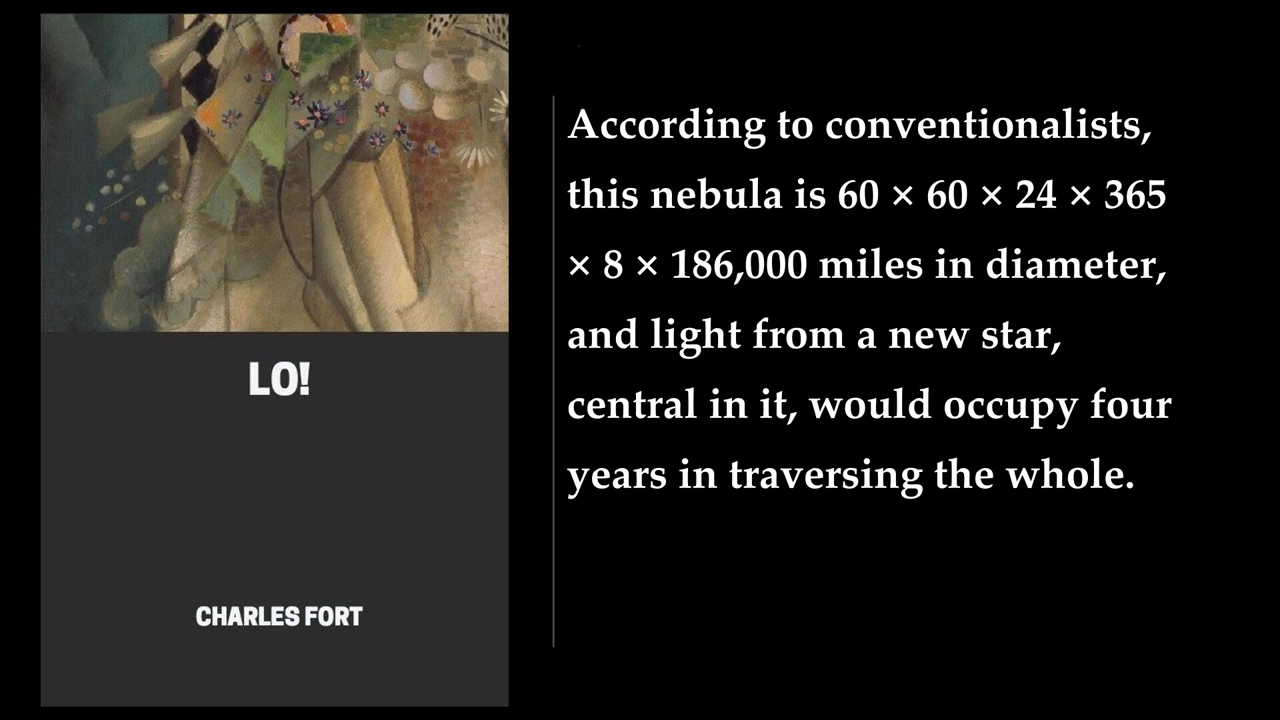 LO!
CHARLES FORT
According to conventionalists,
this nebula is 60 × 60 × 24 × 365
× 8 × 186,000 miles in diameter,
and light from a new star,
central in it, would occupy four
years in traversing the whole.